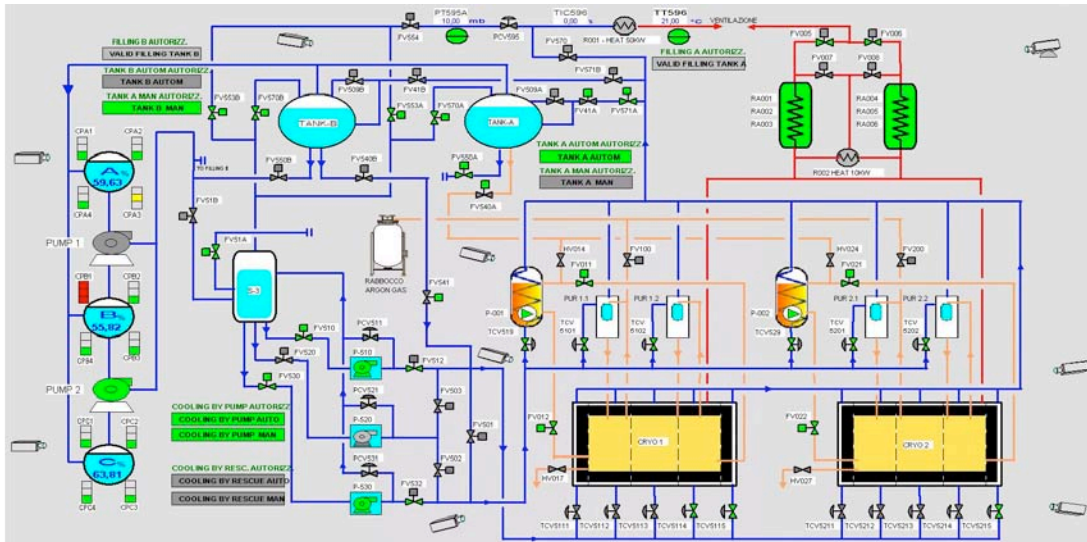 PT595A
10,00 mB
TIC596
0,00 %
TT596
21,00 °C
FV554
PCV595
FV570
R001 - HEAT 50KW
VENTILAZIONE
FILLING B AUTORIZZ.
VALID FILLING TANK B
TANK B AUTOM AUTORIZZ.
TANK B AUTOM
TANK A MAN AUTORIZZ.
TANK B MAN
FILLING A AUTORIZZ.
VALID FILLING TANK A
FV005
FV006
FV007
FV008
FV571B
FV509B
FV41B
FV509A
FV41A
FV571A
FV553B
FV570B
FV553A
FV570A
TANK-B
TANK-A
RA001
RA002
RA003
RA004
RA005
RA006
R002 HEAT 10KW
CPA1
CPA2
A%
59,63
CPA4
CPA3
TO FILLING B
FV550B
FV540B
FV550A
FV540A
TANK A AUTOM AUTORIZZ.
TANK A AUTOM
TANK A MAN AUTORIZZ.
TANK A MAN
FV51B
FV51A
PUMP 1
S-3
RABBOCCO
ARGON GAS
FV541
HV014
FV011
FV100
HV024
FV021
FV200
CPB1
CPB2
B%
55,82
CPB4
CPB3
P-001
TCV519
PUR 1.1
PUR 1.2
TCV
5101
TCV
5102
P-002
TCV529
PUR 2.1
PUR 2.2
TCV
5201
TCV
5202
FV510
FV520
FV530
PCV511
P-510
FV512
PCV521
P-520
FV503
FV501
PCV531
FV502
P-530
FV532
PUMP 2
COOLING BY PUMP AUTORIZZ.
COOLING BY PUMP AUTO
COOLING BY PUMP MAN
COOLING BY RESC. AUTORIZZ.
COOLING BY RESCUE AUTO
COOLING BY RESCUE MAN
CPC1
CPC2
C%
63,81
CPC4
CPC3
FV012
CRYO 1
HV017
FV022
CRYO 2
HV027
TCV5111
TCV5112
TCV5113
TCV5114
TCV5115
TCV5211
TCV5212
TCV5213
TCV5214
TCV5215